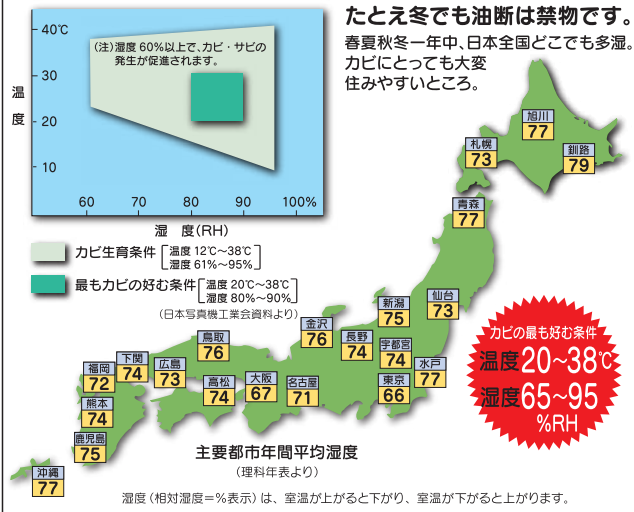 たとえ冬でも油断は禁物です。
春夏秋冬一年中、日本全国どこでも多湿。
カビにとっても大変
住みやすいところ。
40℃
30
20
10
温度
(注)湿度 60%以上で、カビ・サビの
発生が促進されます。
60 70 80 90 100%
湿 度(RH)
カビ生育条件 温度 12℃〜38℃
湿度 61%〜95%
最もカビの好む条件 温度 20℃〜38℃
湿度 80%〜90%
(日本写真機工業会資料より)
旭川
77
札幌
73
釧路
79
青森
77
仙台
73
新潟
75
金沢
76
長野
74
宇都宮
74
水戸
77
東京
66
鳥取
76
下関
74
広島
73
福岡
72
高松
74
大阪
67
名古屋
71
熊本
74
鹿児島
75
沖縄
77
カビの最も好む条件
温度20〜38℃
湿度65〜95
%RH
主要都市年間平均湿度
(理科年表より)
湿度(相対湿度=%表示)は、室温が上がると下がり、室温が下がると上がります。